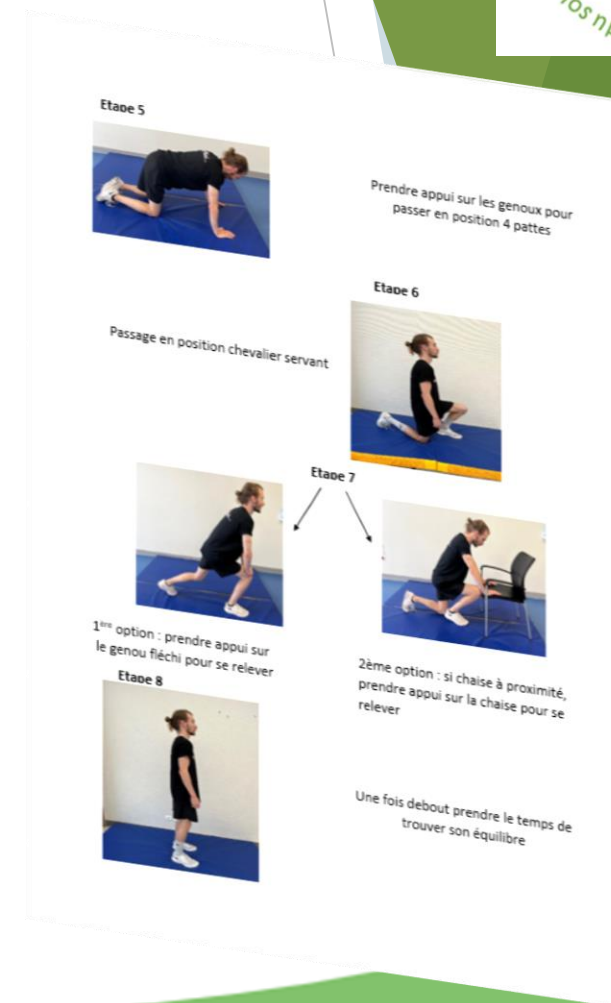 Etape 5
Prendre appui sur les genoux pour
passer en position 4 pattes
Etape 6
Passage en position chevalier servant
Etape 7
1ère option : prendre appui sur
le genou fléchi pour se relever
2ème option : si chaise à proximité,
prendre appui sur la chaise pour se
relever
Etape 8
Une fois debout prendre le temps de
trouver son équilibre